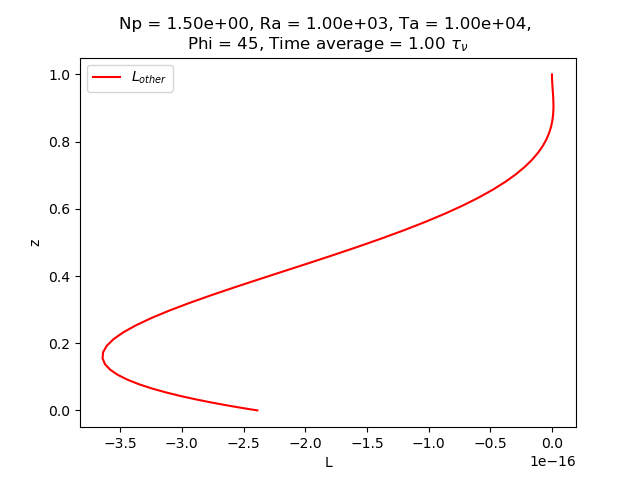 Np = 1.50e+00, Ra = 1.00e+03, Ta = 1.00e+04,
Phi = 45, Time average = 1.00 τν
L_other
1.0
0.8
0.6
0.4
0.2
0.0
z
−3.5 −3.0 −2.5 −2.0 −1.5 −1.0 −0.5 0.0
1e−16
L